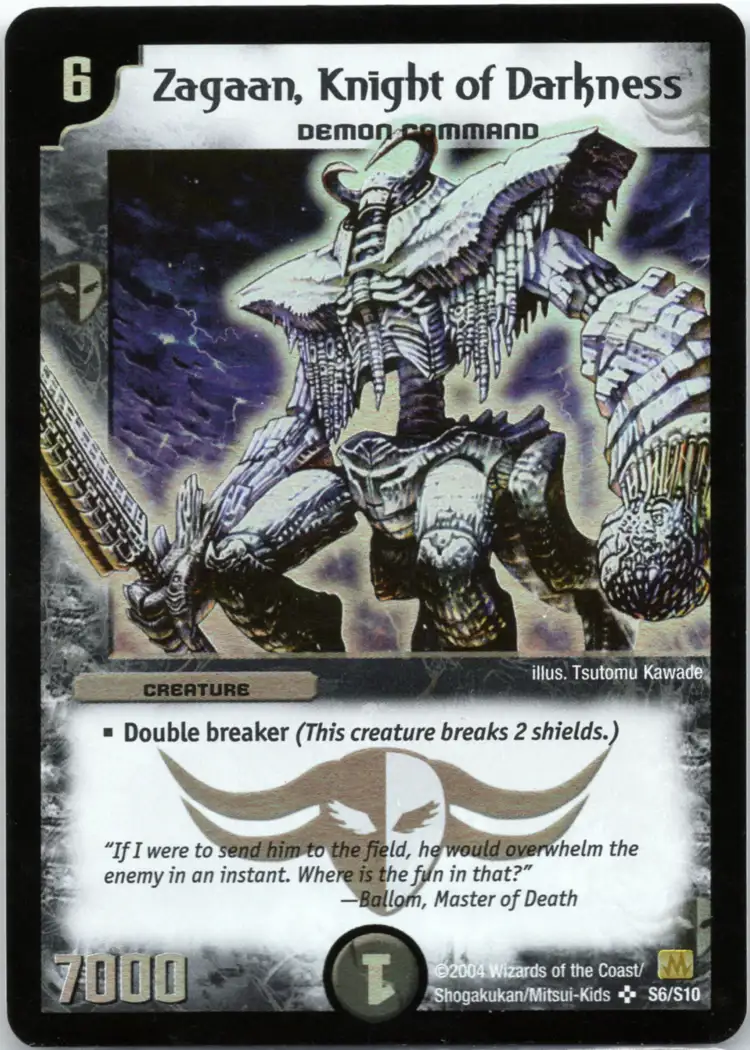 6
Zagaan, Knight of Darkness
DEMON COMMAND
illus. Tsutomu Kawade
CREATURE
▪ Double breaker (This creature breaks 2 shields.)
“If I were to send him to the field, he would overwhelm the
enemy in an instant. Where is the fun in that?”
—Ballom, Master of Death
7000
1
©2004 Wizards of the Coast/
Shogakukan/Mitsui-Kids S6/S10
M